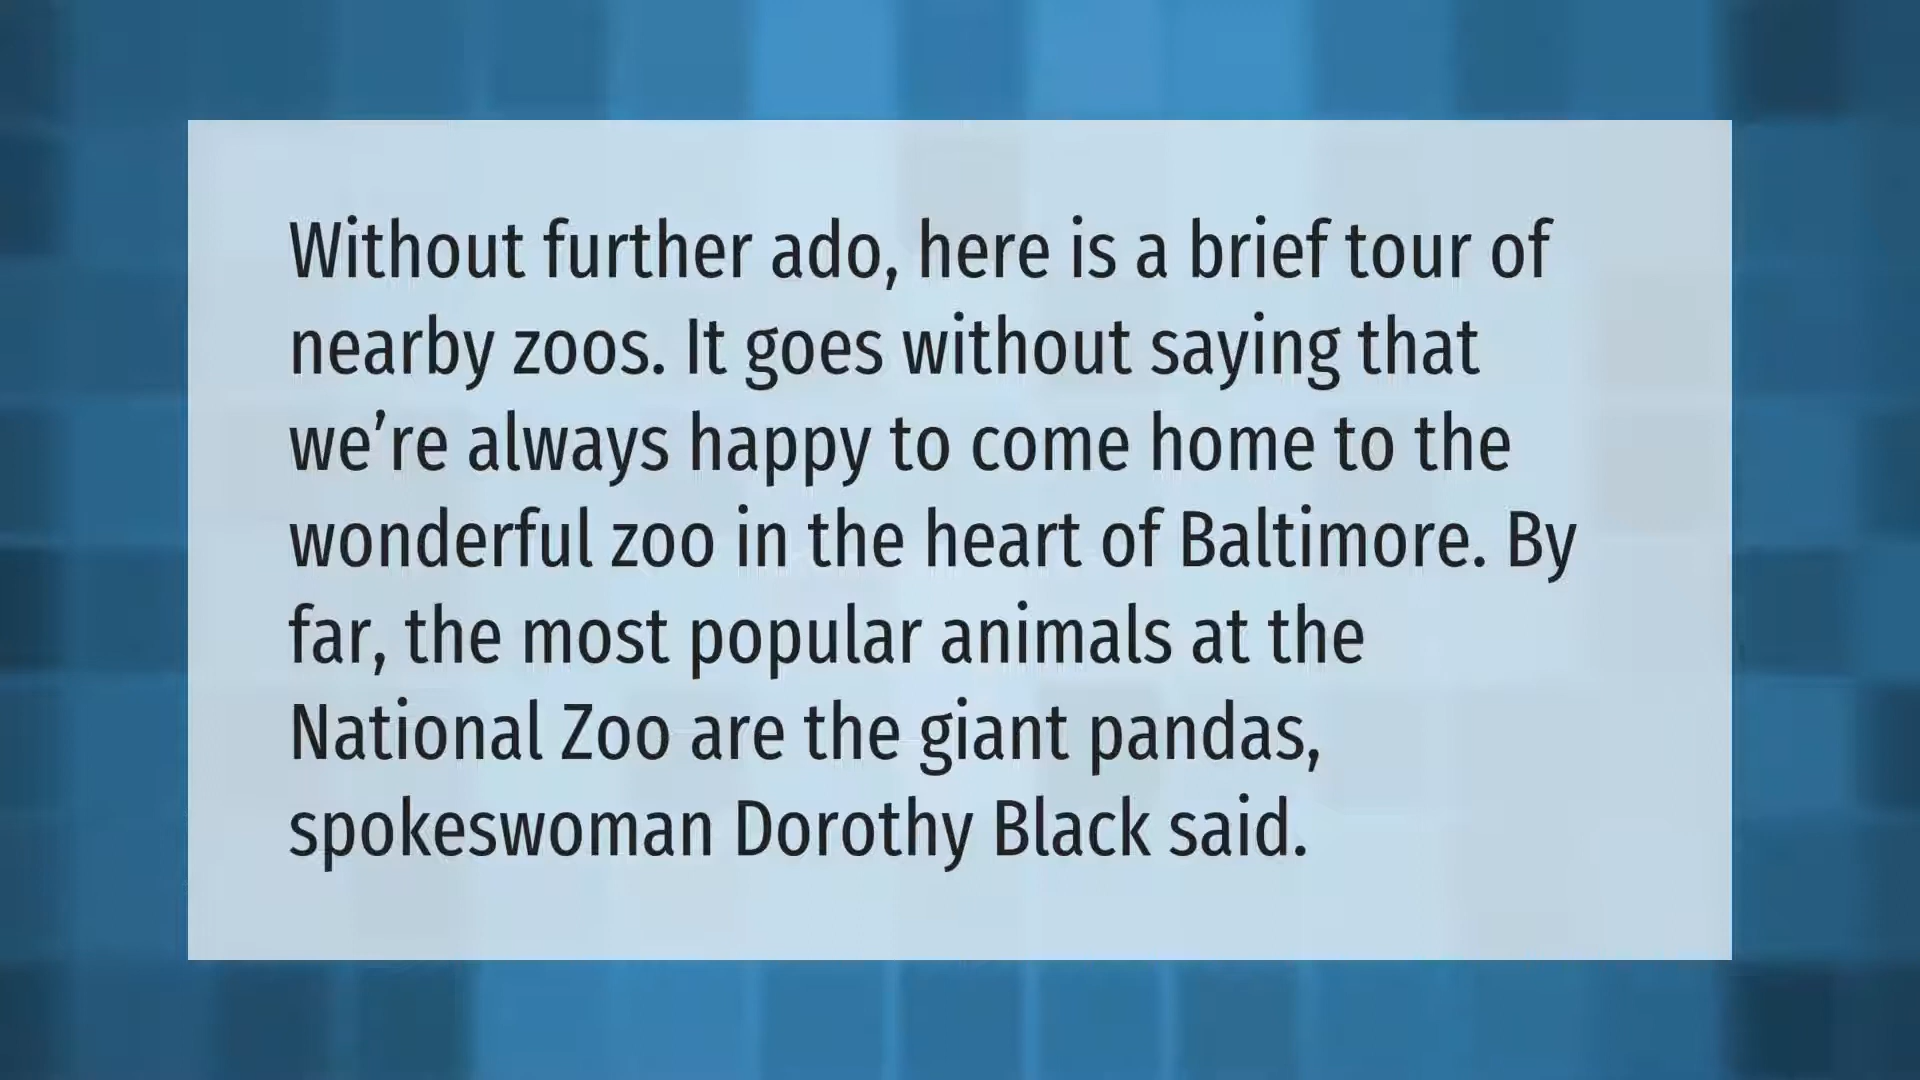 Without further ado, here is a brief tour of
nearby zoos. It goes without saying that
we’re always happy to come home to the
wonderful zoo in the heart of Baltimore. By
far, the most popular animals at the
National Zoo are the giant pandas,
spokeswoman Dorothy Black said.